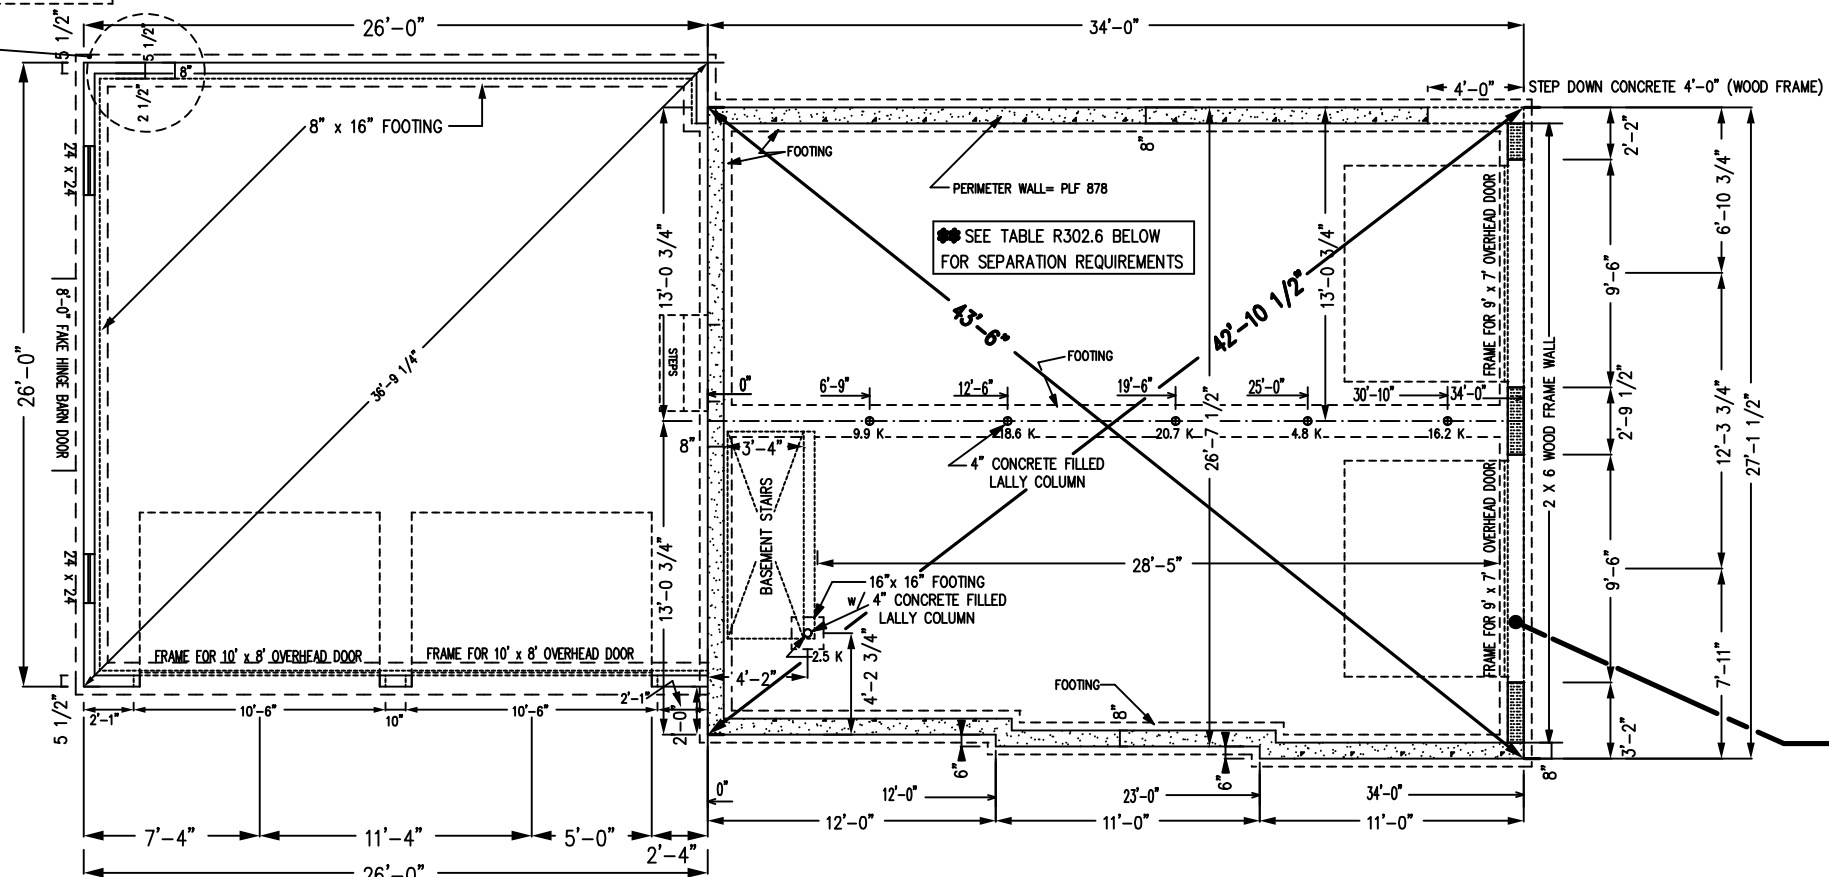 26'-0"
34'-0"
5 1/2"
5 1/2"
8"
2 1/2"
4'-0"
STEP DOWN CONCRETE 4'-0" (WOOD FRAME)
8" x 16" FOOTING
FOOTING
8"
2'-2"
24 x 24
PERIMETER WALL= PLF 878
6'-10 3/4"
SEE TABLE R302.6 BELOW
FOR SEPARATION REQUIREMENTS
13'-0 3/4"
13'-0 3/4"
FRAME FOR 9' x 7' OVERHEAD DOOR
9'-6"
43'-6"
42'-10 1/2"
8'-0" FAKE HINGE BARN DOOR
26'-0"
36'-9 1/4"
STEPS
FOOTING
2 X 6 WOOD FRAME WALL
0"
6'-9"
12'-6"
19'-6"
25'-0"
30'-10"
34'-0"
26'-7 1/2"
2'-9 1/2"
12'-3 3/4"
27'-1 1/2"
9.9 K
18.6 K
20.7 K
4.8 K
16.2 K
8"
3'-4"
4" CONCRETE FILLED
LALLY COLUMN
BASEMENT STAIRS
28'-5"
24 x 24
13'-0 3/4"
16"x 16" FOOTING
w/ 4" CONCRETE FILLED
LALLY COLUMN
FRAME FOR 9' x 7' OVERHEAD DOOR
9'-6"
FRAME FOR 10' x 8' OVERHEAD DOOR
FRAME FOR 10' x 8' OVERHEAD DOOR
2.5 K
4'-2"
4'-2 3/4"
7'-11"
FOOTING
8"
5 1/2"
2'-1"
10'-6"
10"
10'-6"
2'-1"
2'-0"
3'-2"
6"
6"
8"
0"
12'-0"
23'-0"
34'-0"
12'-0"
11'-0"
11'-0"
7'-4"
11'-4"
5'-0"
2'-4"
26'-0"